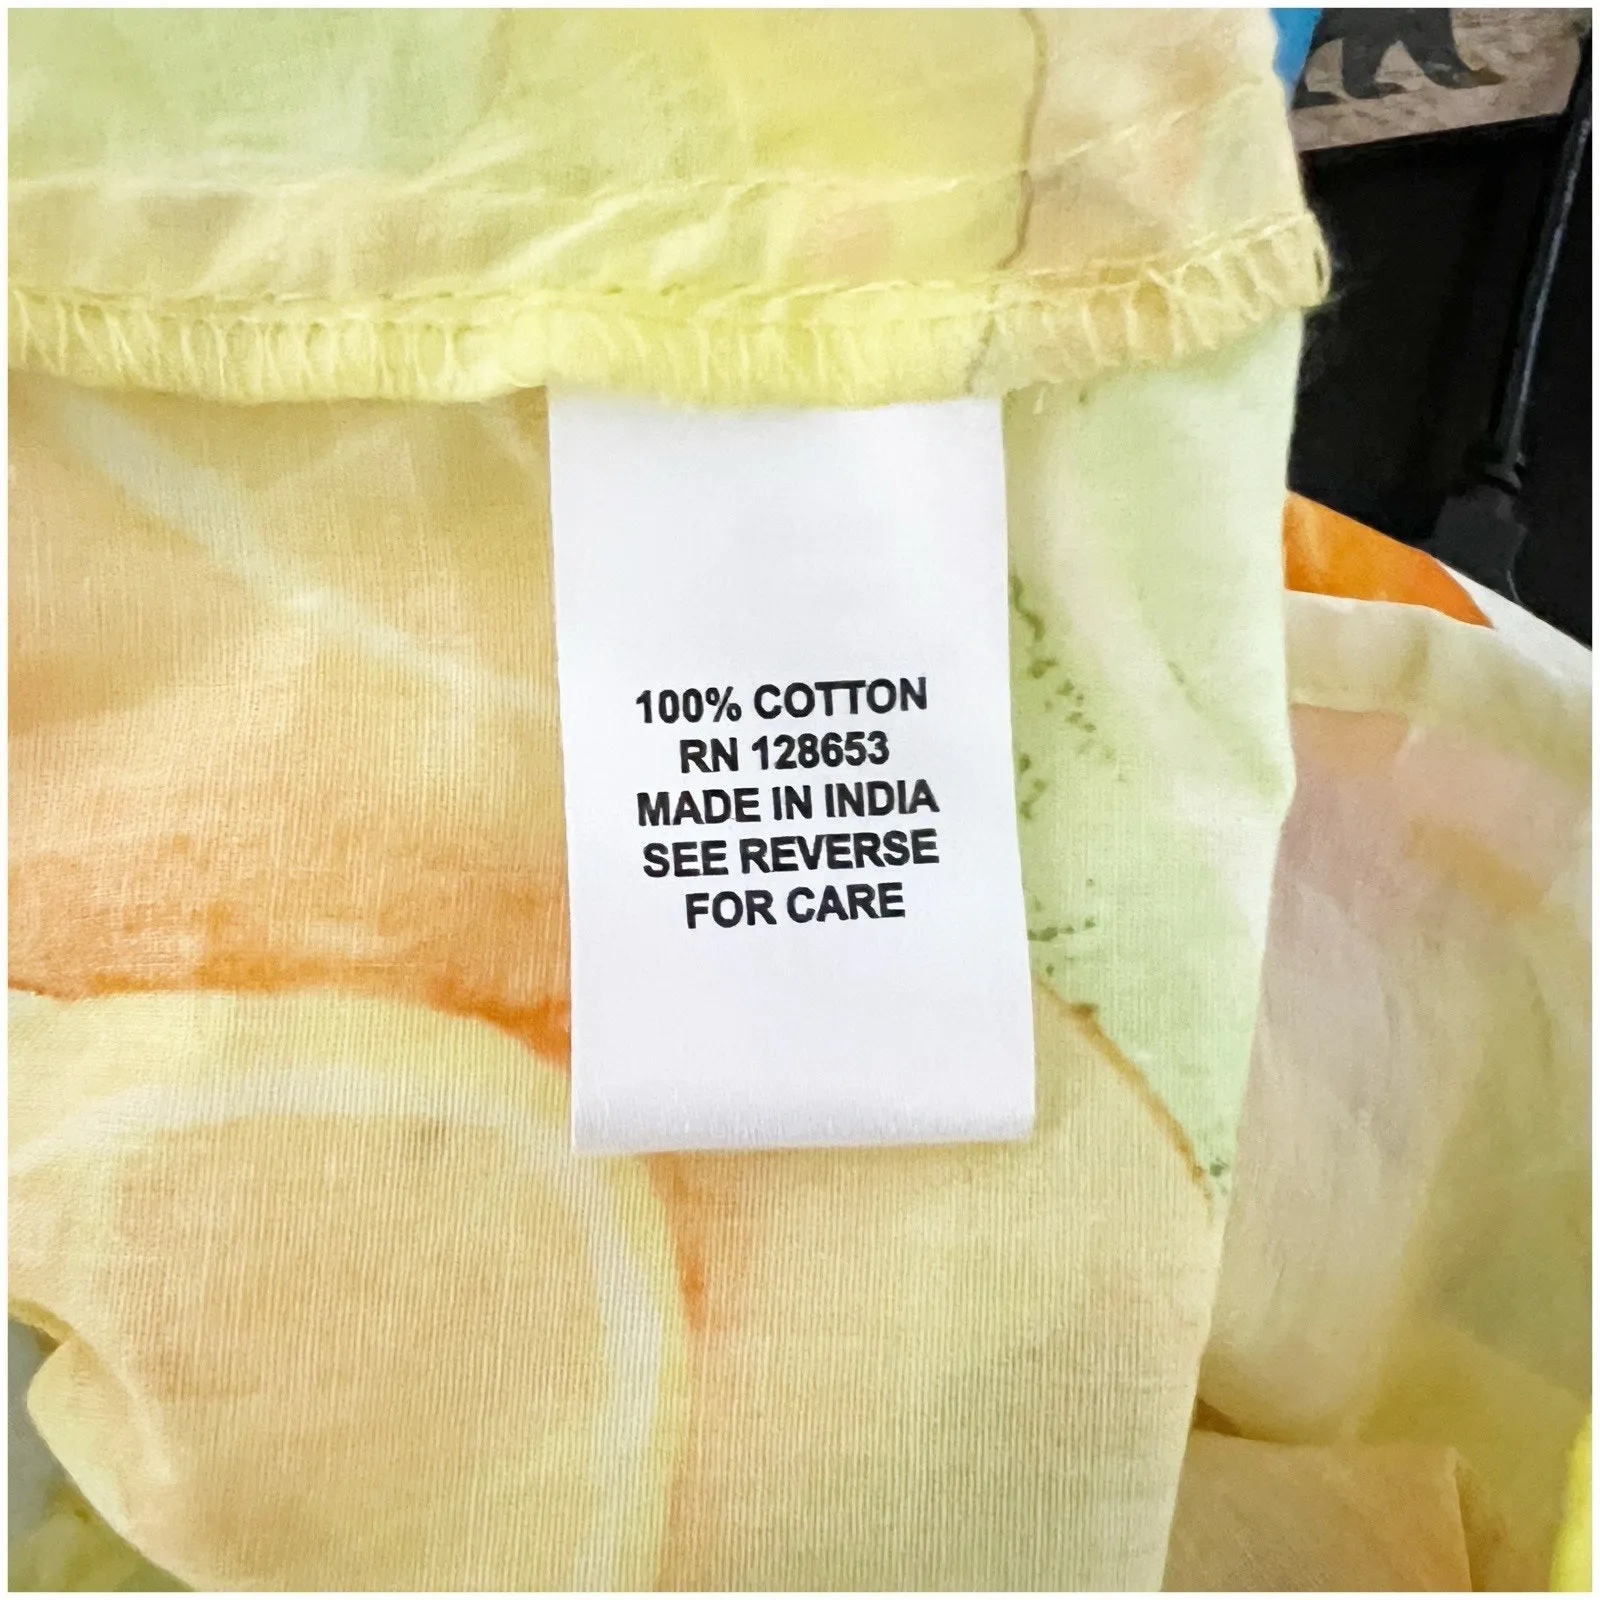 100% COTTON
RN 128653
MADE IN INDIA
SEE REVERSE
FOR CARE